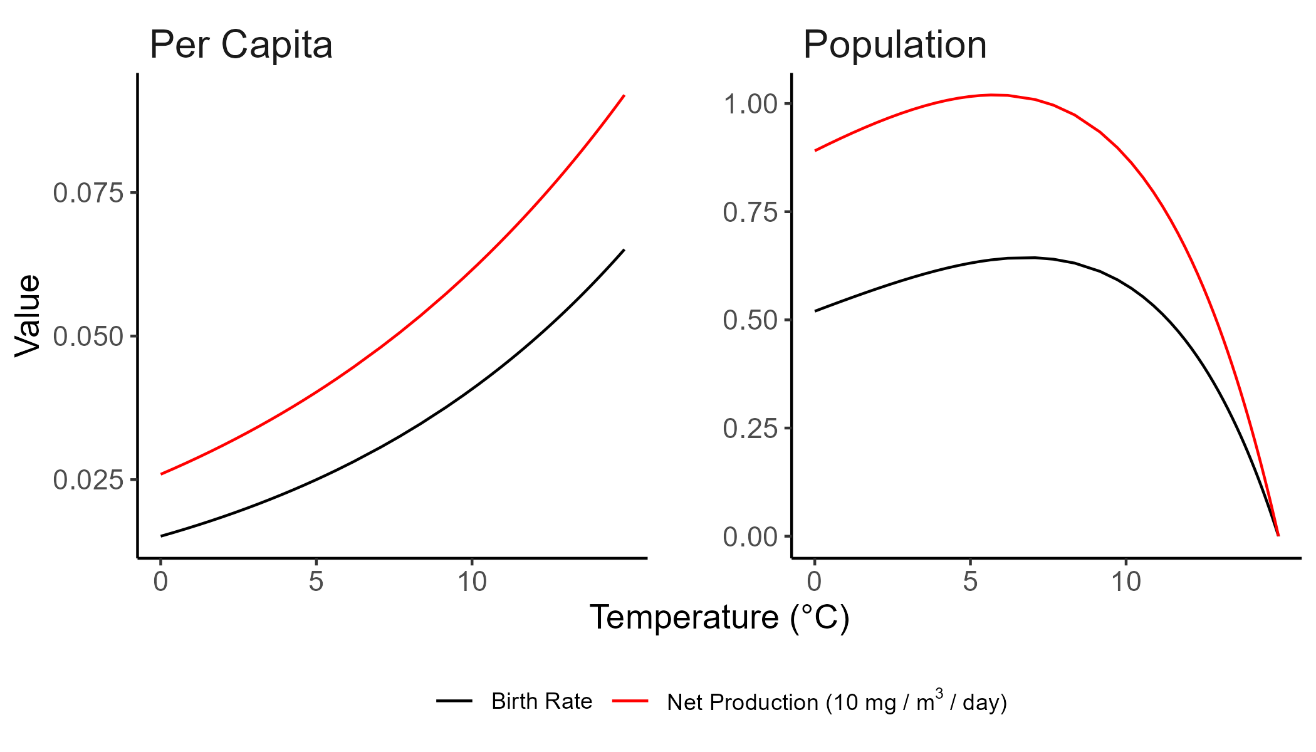 Per Capita
Population
Value
0.075
0.050
0.025
0
5
10
1.00
0.75
0.50
0.25
0.00
0
5
10
Temperature (°C)
Birth Rate
Net Production (10 mg / m³ / day)